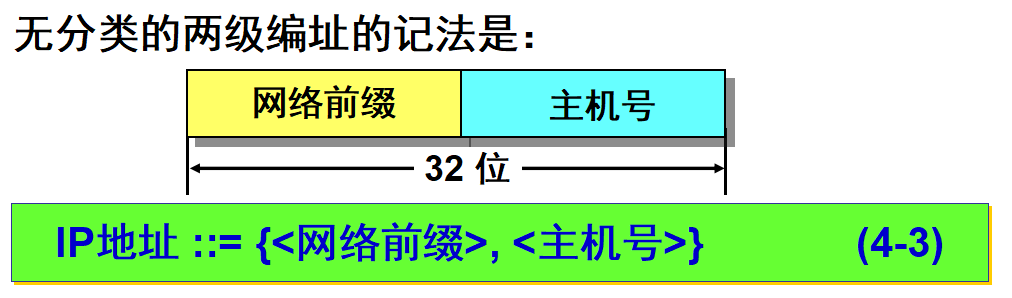 无分类的两级编址的记法是：
网络前缀 主机号
32 位
IP地址 ::= {<网络前缀>, <主机号>} (4-3)